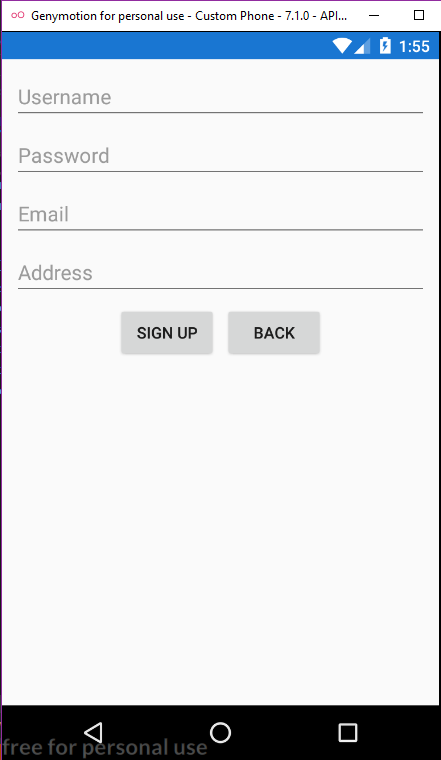 Genymotion for personal use - Custom Phone - 7.1.0 - API...
1:55
Username
Password
Email
Address
SIGN UP BACK
free for personal use